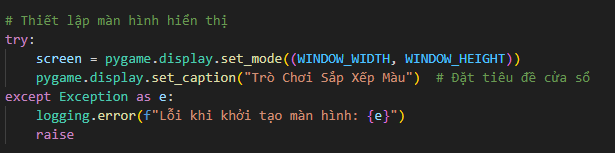 # Thiết lập màn hình hiển thị
try:
    screen = pygame.display.set_mode((WINDOW_WIDTH, WINDOW_HEIGHT))
    pygame.display.set_caption("Trò Chơi Sắp Xếp Màu")  # Đặt tiêu đề cửa sổ
except Exception as e:
    logging.error(f"Lỗi khi khởi tạo màn hình: {e}")
    raise